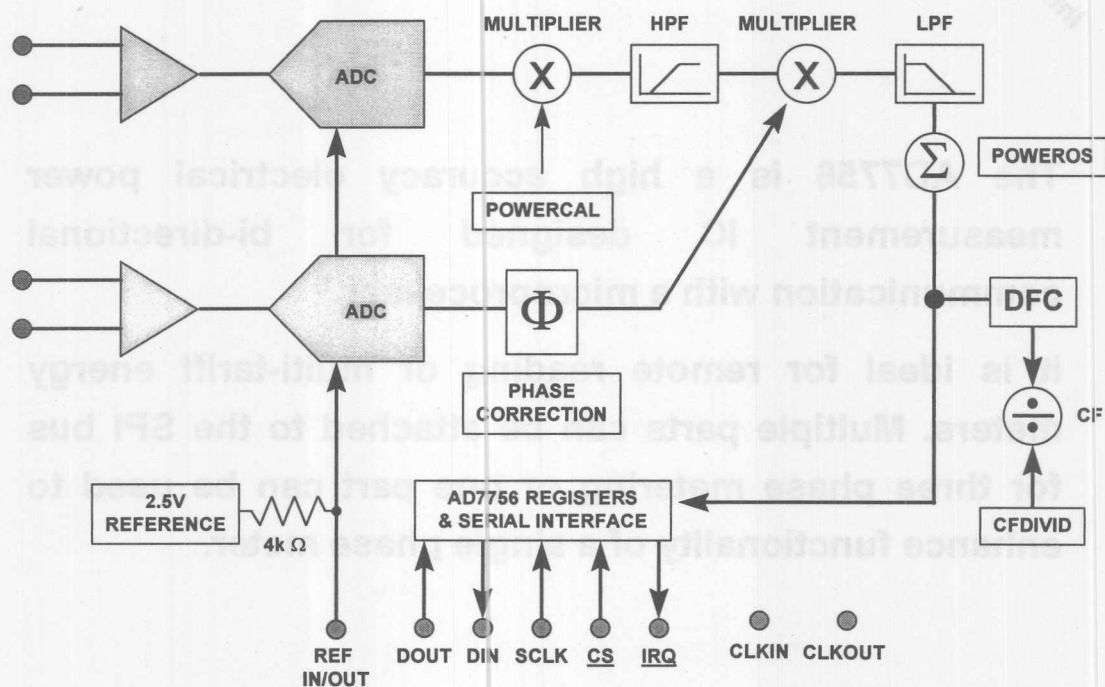 MULTIPLIER HPF MULTIPLIER LPF
ADC X X
Σ POWEROS
POWERCAL
ADC Φ DFC
PHASE
CORRECTION
÷ CF
2.5V
REFERENCE
4k Ω
AD7756 REGISTERS
& SERIAL INTERFACE
CFDIVID
REF
IN/OUT
DOUT DIN SCLK CS IRQ CLKIN CLKOUT
The AD7756 is a high accuracy electrical power
measurement IC designed for bi-directional
communication with a microprocessor.
It is ideal for remote reading or multi-tariff energy
meters. Multiple parts can be attached to the SPI bus
for three phase metering or one part can be used to
enhance functionality of a single phase meter.